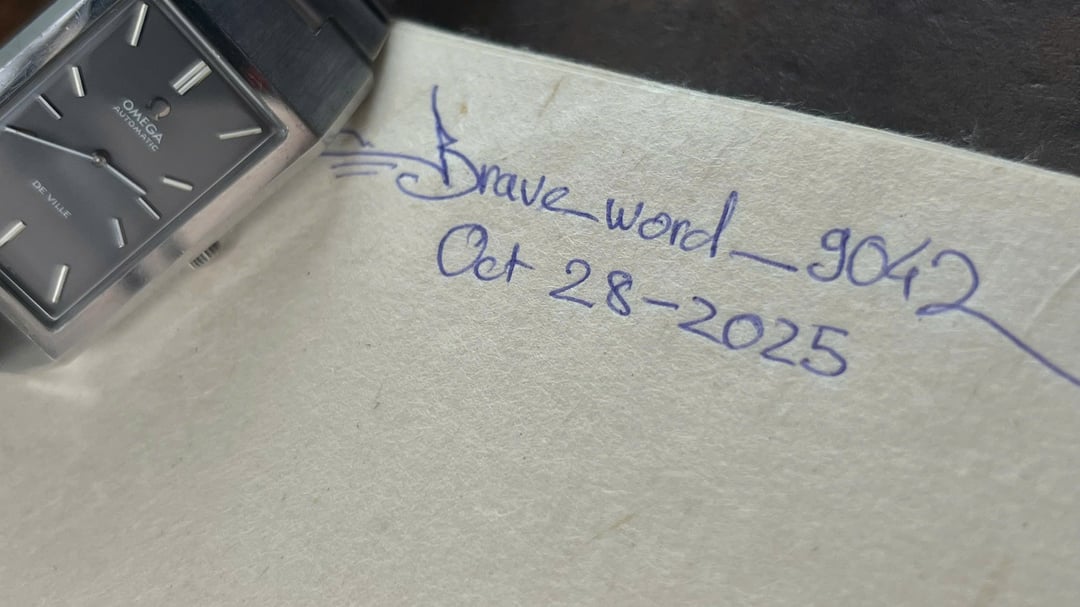 OMEGA
AUTOMATIC
DE VILLE
Brave_word_9042
Oct 28-2025